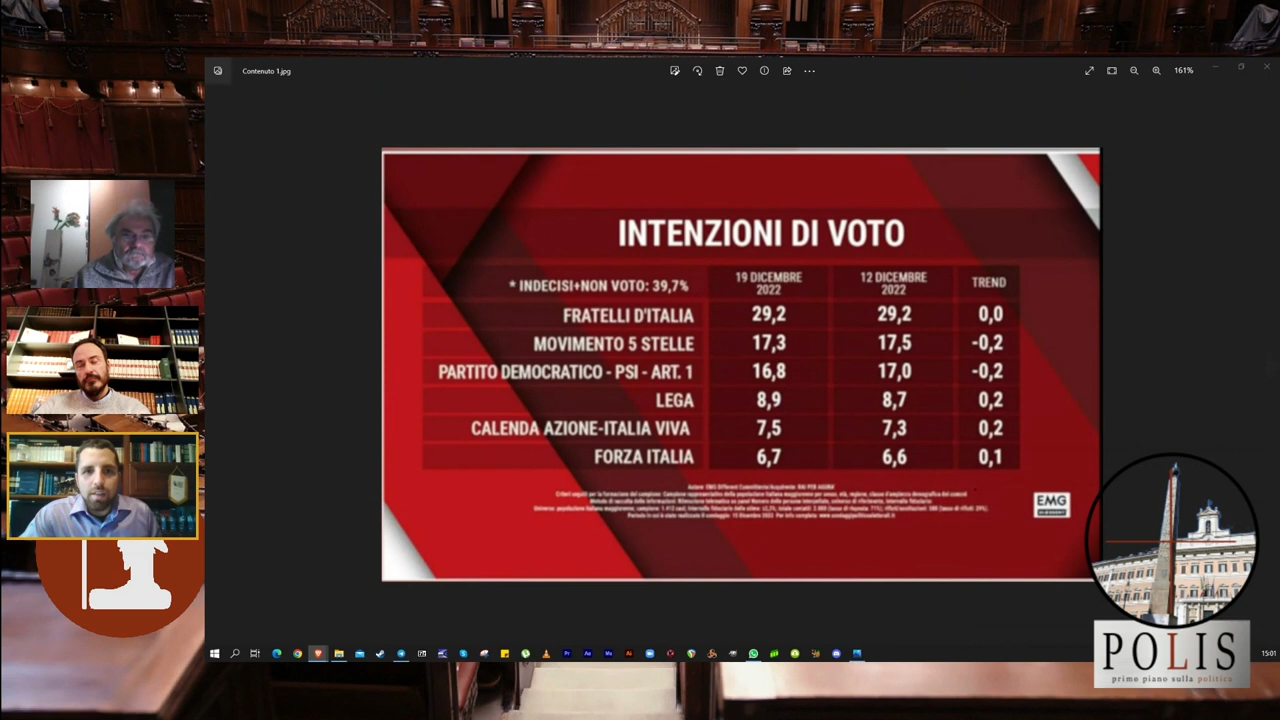 Contenuto 1.jpg
161%
INTENZIONI DI VOTO
* INDECISI+NON VOTO: 39,7% 19 DICEMBRE 2022 12 DICEMBRE 2022 TREND
FRATELLI D'ITALIA 29,2 29,2 0,0
MOVIMENTO 5 STELLE 17,3 17,5 -0,2
PARTITO DEMOCRATICO - PSI - ART. 1 16,8 17,0 -0,2
LEGA 8,9 8,7 0,2
CALENDA AZIONE-ITALIA VIVA 7,5 7,3 0,2
FORZA ITALIA 6,7 6,6 0,1
EMG
POLIS
primo piano sulla politica
15:01